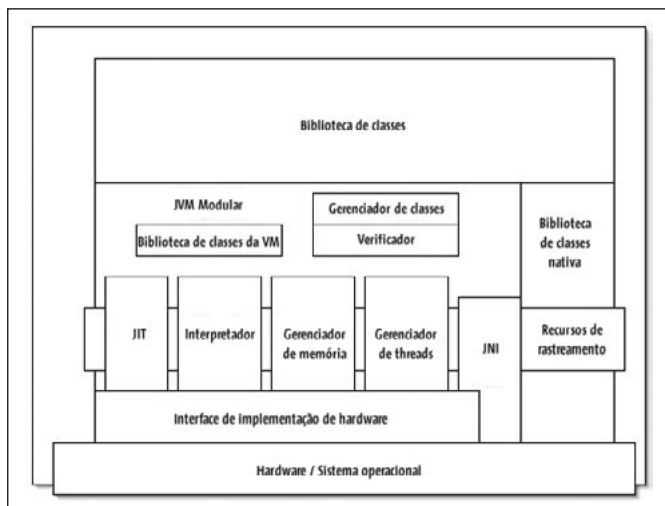 Biblioteca de classes
JVM Modular
Biblioteca de classes da VM
Gerenciador de classes
Verificador
Biblioteca
de classes
nativa
JIT
Interpretador
Gerenciador
de memória
Gerenciador
de threads
JNI
Recursos de
rastreamento
Interface de implementação de hardware
Hardware / Sistema operacional